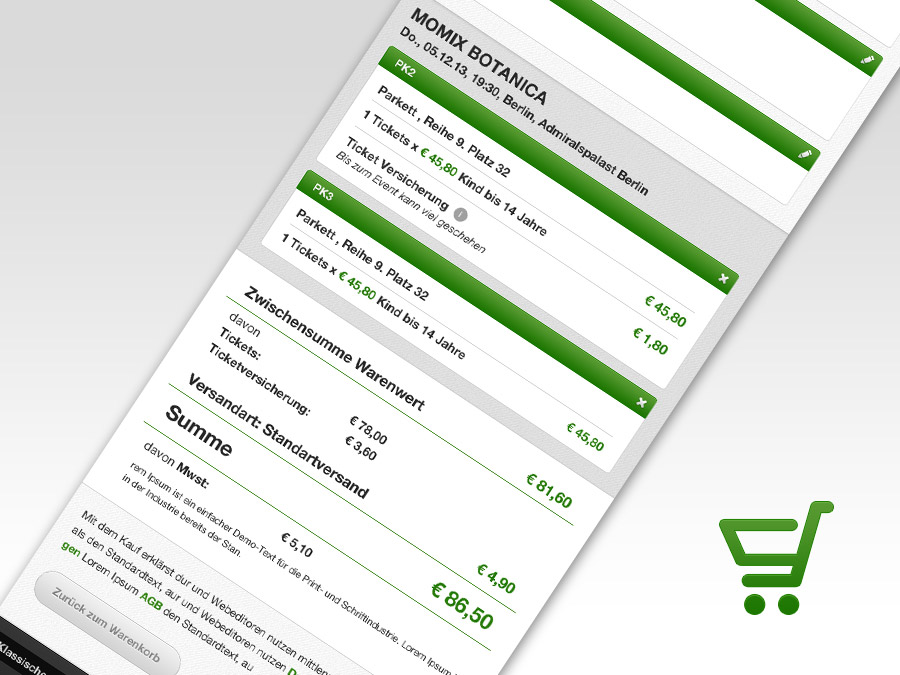 MOMIX BOTANICA
Do., 05.12.13, 19:30, Berlin, Admiralspalast Berlin
PK2
Parkett , Reihe 9. Platz 32
1 Tickets x € 45,80 Kind bis 14 Jahre € 45,80
Ticket Versicherung i € 1,80
Bis zum Event kann viel geschehen
PK3
Parkett , Reihe 9. Platz 32
1 Tickets x € 45,80 Kind bis 14 Jahre € 45,80
Zwischensumme Warenwert € 81,60
davon
Tickets: € 78,00
Ticketversicherung: € 3,60
Versandart: Standartversand € 4,90
Summe € 86,50
davon Mwst: € 5,10
rem Ipsum ist ein einfacher Demo-Text für die Print- und Schriftindustrie. Lorem Ipsum
in der Industrie bereits der Stan.
Mit dem Kauf erklärst dur und Webeditoren nutzen mittler
als den Standardtext, aur und Webeditoren nutzen D
gen Lorem Ipsum AGB den Standardtext, au
Zurück zum Warenkorb
Klassische